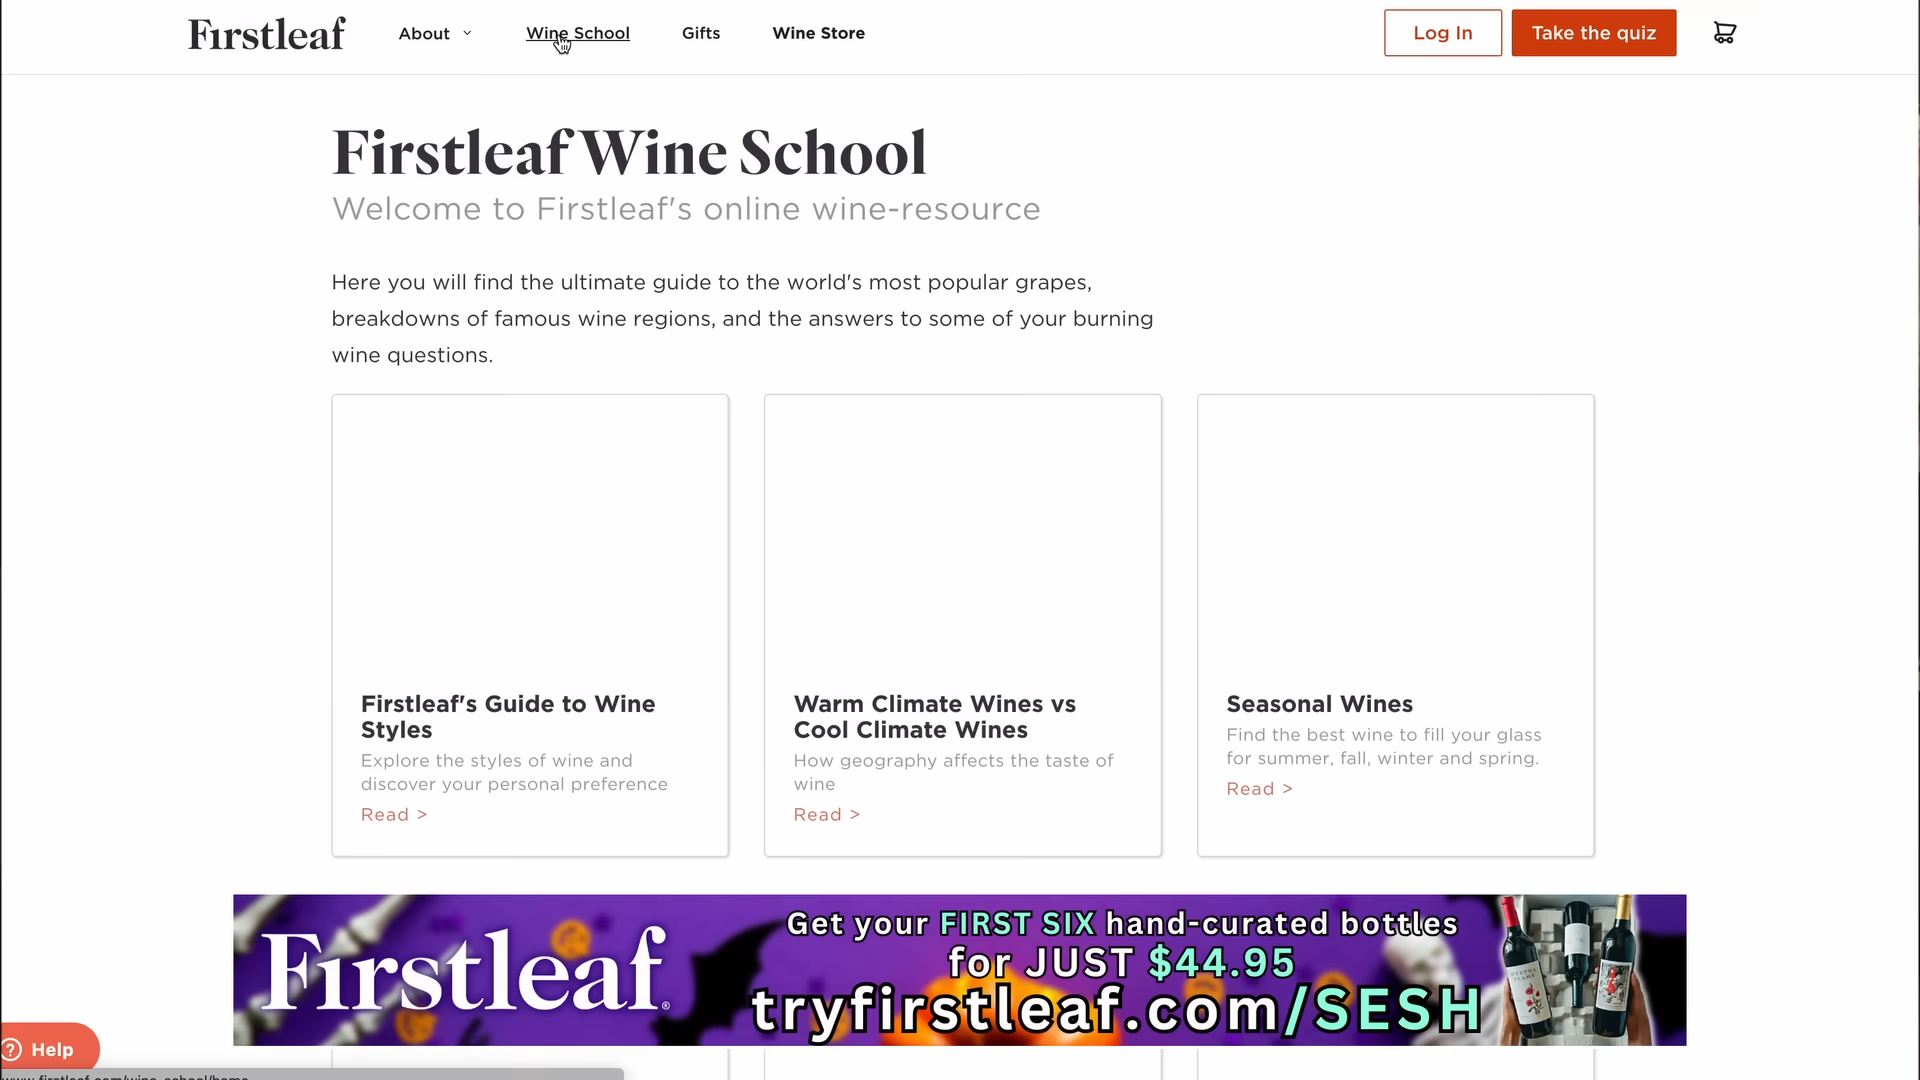 Firstleaf
About
Wine School
Gifts
Wine Store
Log In
Take the quiz
Firstleaf Wine School
Welcome to Firstleaf's online wine-resource
Here you will find the ultimate guide to the world's most popular grapes,
breakdowns of famous wine regions, and the answers to some of your burning
wine questions.
Firstleaf's Guide to Wine
Styles
Explore the styles of wine and
discover your personal preference
Read >
Warm Climate Wines vs
Cool Climate Wines
How geography affects the taste of
wine
Read >
Seasonal Wines
Find the best wine to fill your glass
for summer, fall, winter and spring.
Read >
Firstleaf®
Get your FIRST SIX hand-curated bottles
for JUST $44.95
tryfirstleaf.com/SESH
? Help
www.firstleaf.com/wine_school/home